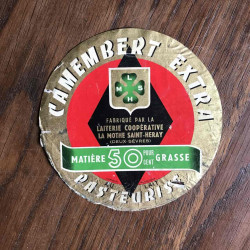 CAMEMBERT EXTRA
L
M S
H
FABRIQUÉ PAR LA
LAITERIE COOPÉRATIVE
LA MOTHE SAINT-HERAY
(DEUX-SÈVRES)
MATIÈRE 50 POUR CENT GRASSE
PASTEURISÉ